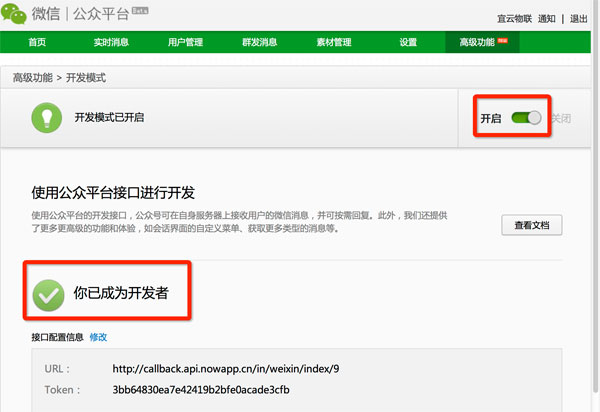 微信 | 公众平台 Beta
宜云物联 通知 | 退出
首页 实时消息 用户管理 群发消息 素材管理 设置 高级功能
高级功能 > 开发模式
开发模式已开启
开启 关闭
使用公众平台接口进行开发
使用公众平台的开发接口，公众号可在自身服务器上接收用户的微信消息，并可按需回复。此外，我们还提供
了更多更高级的功能和体验，如会话界面的自定义菜单、获取更多类型的消息等。
查看文档
你已成为开发者
接口配置信息 修改
URL： http://callback.api.nowapp.cn/in/weixin/index/9
Token： 3bb64830ea7e42419b2bfe0acade3cfb